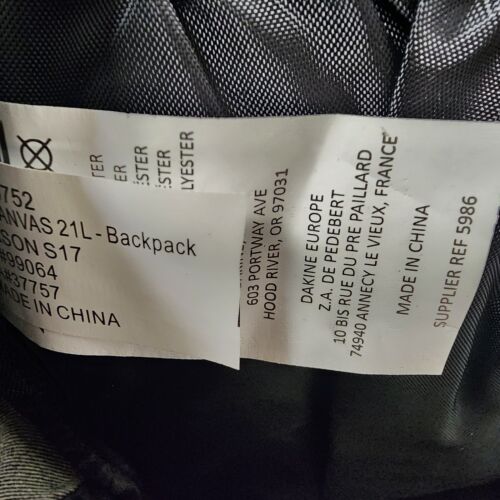 752
ANVAS 21L - Backpack
SON S17
#99064
#37757
MADE IN CHINA
ESTER
ESTER
ESTER
LYESTER
603 PORTWAY AVE
HOOD RIVER, OR 97031
DAKINE EUROPE
Z.A. DE PEDEBERT
10 BIS RUE DU PRE PAILLARD
74940 ANNECY LE VIEUX, FRANCE
MADE IN CHINA
SUPPLIER REF 5986